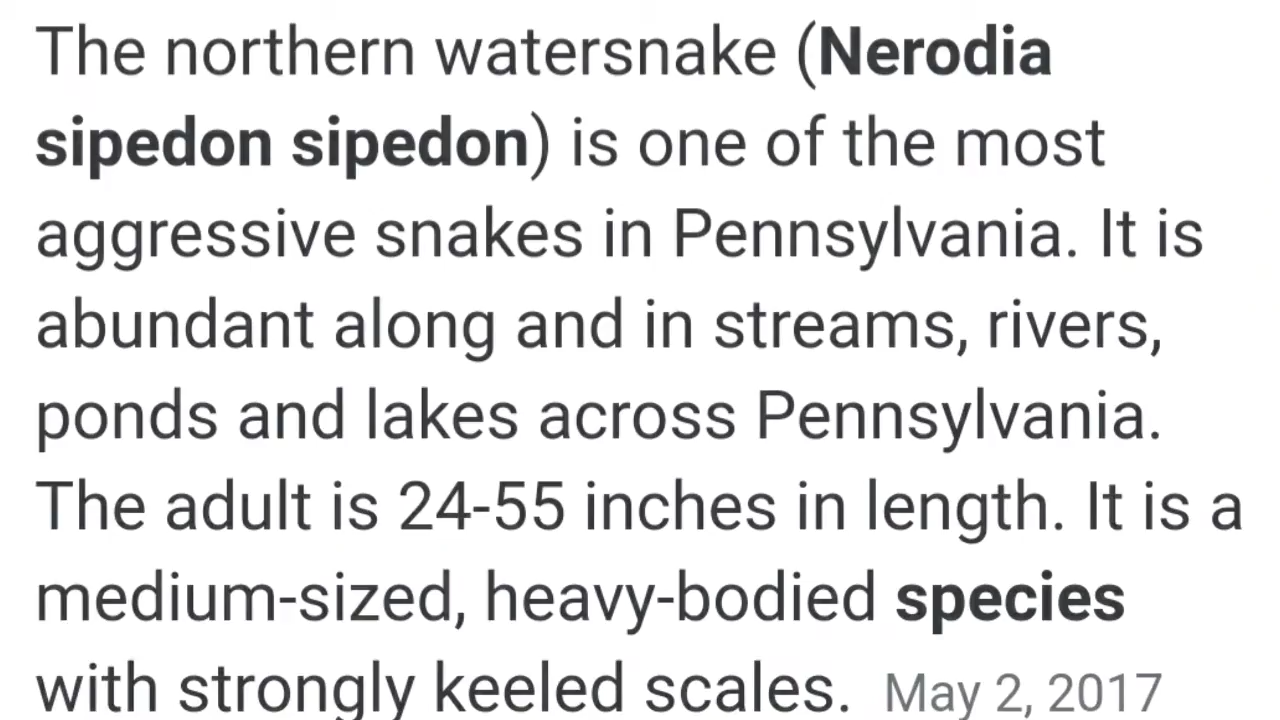 The northern watersnake (Nerodia
sipedon sipedon) is one of the most
aggressive snakes in Pennsylvania. It is
abundant along and in streams, rivers,
ponds and lakes across Pennsylvania.
The adult is 24-55 inches in length. It is a
medium-sized, heavy-bodied species
with strongly keeled scales. May 2, 2017